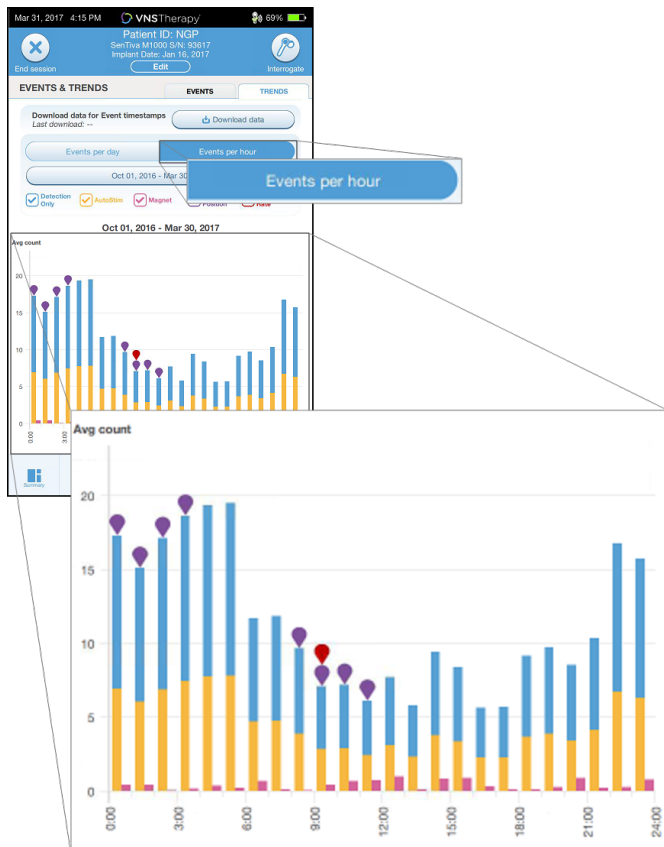 Mar 31, 2017 4:15 PM VNSTherapy 69%
Patient ID: NGP
SenTiva M1000 S/N: 93617
Implant Date: Jan 16, 2017
End session Edit Interrogate
EVENTS & TRENDS EVENTS TRENDS
Download data for Event timestamps
Last download: --
Download data
Events per day Events per hour
Events per hour
Oct 01, 2016 - Mar 30
Detection
Only
AutoStim
Magnet
Position
Rate
Oct 01, 2016 - Mar 30, 2017
Avg count
20
15
10
5
0
0:00
3:00
Summary
Avg count
20
15
10
5
0
0:00 3:00 6:00 9:00 12:00 15:00 18:00 21:00 24:00